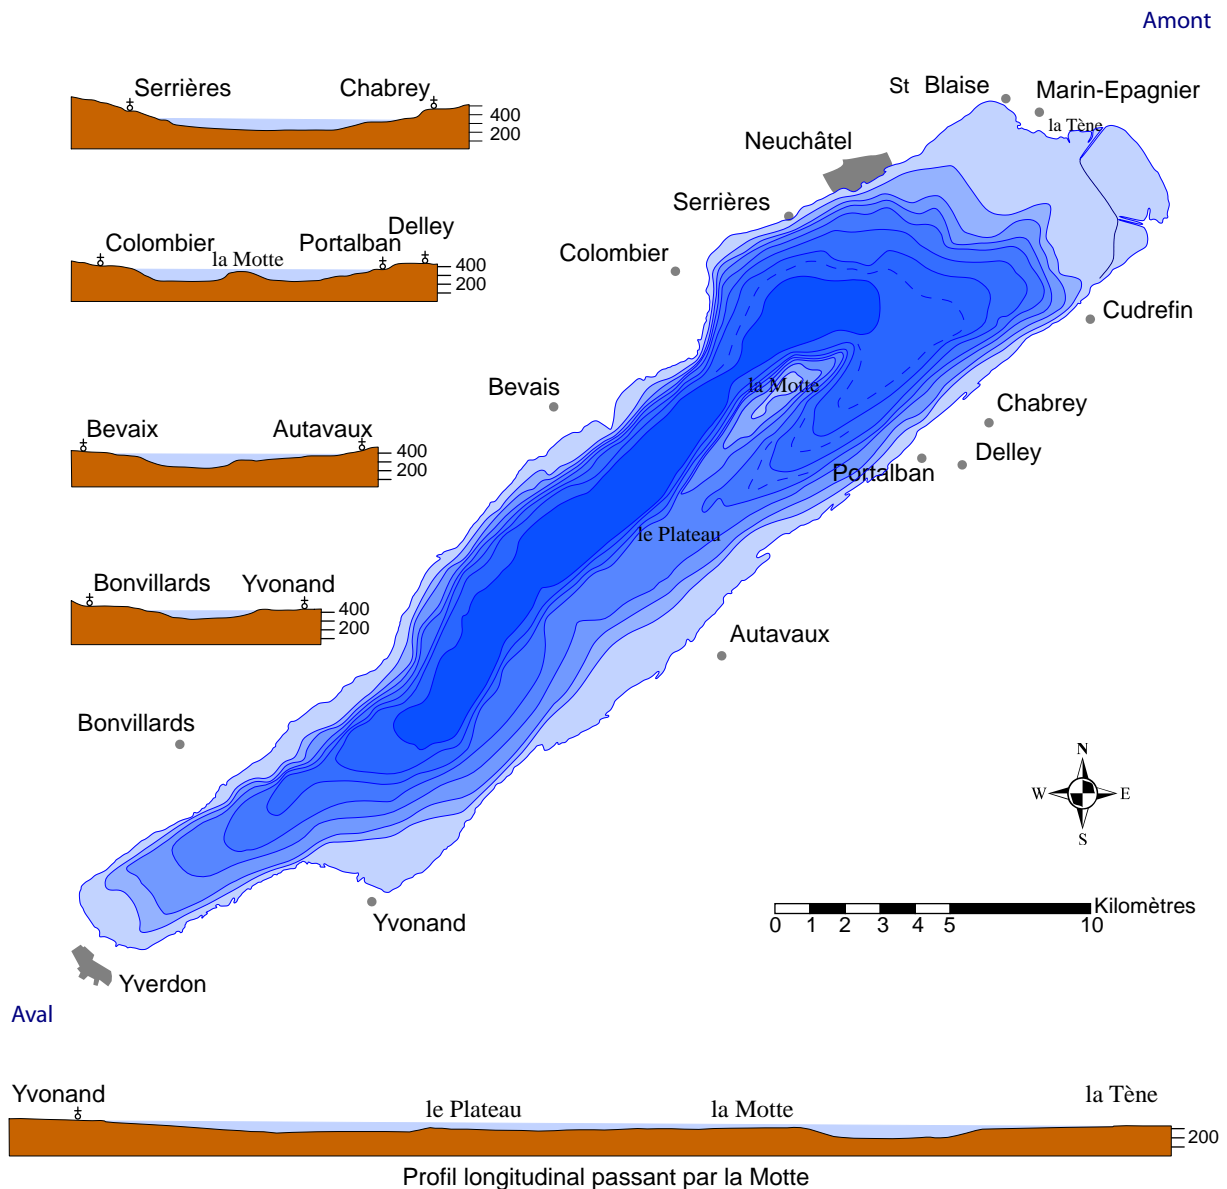 Amont
Serrières
Chabrey
400
200
St Blaise
Marin-Epagnier
la Tène
Neuchâtel
Serrières
Colombier
la Motte
Portalban
Delley
400
200
Colombier
Cudrefin
Bevais
la Motte
Chabrey
Delley
Portalban
Bevaix
Autavaux
400
200
le Plateau
Bonvillards
Yvonand
400
200
Autavaux
Bonvillards
N
W
E
S
Kilomètres
0 1 2 3 4 5 10
Yvonand
Yverdon
Aval
Yvonand
le Plateau
la Motte
la Tène
200
Profil longitudinal passant par la Motte